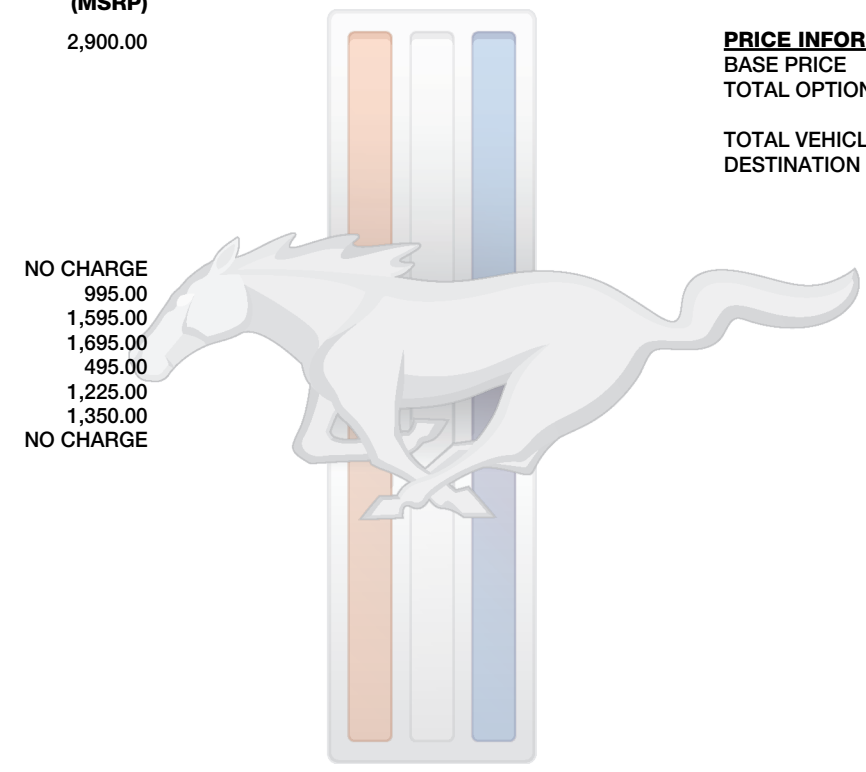 (MSRP)
2,900.00
NO CHARGE
995.00
1,595.00
1,695.00
495.00
1,225.00
1,350.00
NO CHARGE
PRICE INFOR
BASE PRICE
TOTAL OPTION
TOTAL VEHICL
DESTINATION